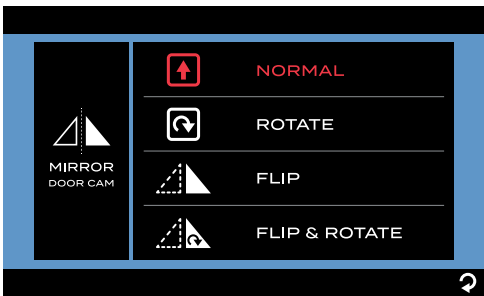 MIRROR
DOOR CAM
NORMAL
ROTATE
FLIP
FLIP & ROTATE